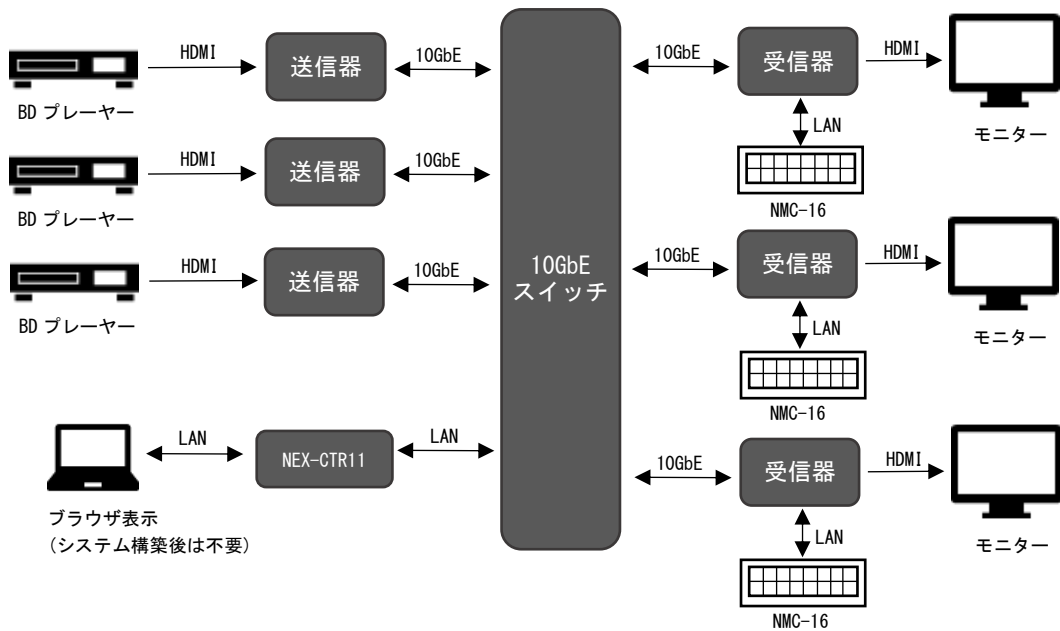 HDMI
送信器
10GbE
BD プレーヤー
HDMI
送信器
10GbE
BD プレーヤー
HDMI
送信器
10GbE
BD プレーヤー
LAN
NEX-CTR11
LAN
ブラウザ表示
(システム構築後は不要)
10GbE
スイッチ
10GbE
受信器
HDMI
モニター
LAN
NMC-16
10GbE
受信器
HDMI
モニター
LAN
NMC-16
10GbE
受信器
HDMI
モニター
LAN
NMC-16